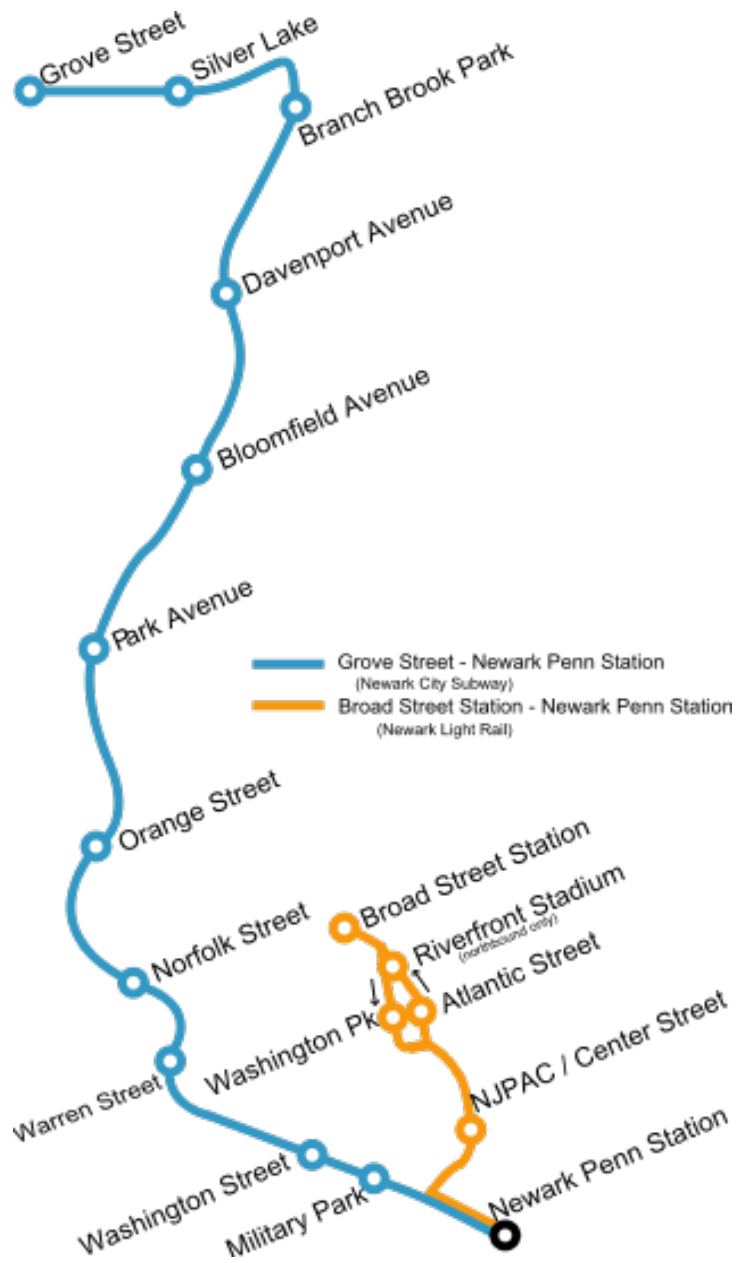 Grove Street
Silver Lake
Branch Brook Park
Davenport Avenue
Bloomfield Avenue
Park Avenue
Grove Street - Newark Penn Station
(Newark City Subway)
Broad Street Station - Newark Penn Station
(Newark Light Rail)
Orange Street
Broad Street Station
Riverfront Stadium
(northbound only)
Norfolk Street
Atlantic Street
Washington Pk
NJPAC / Center Street
Warren Street
Washington Street
Military Park
Newark Penn Station